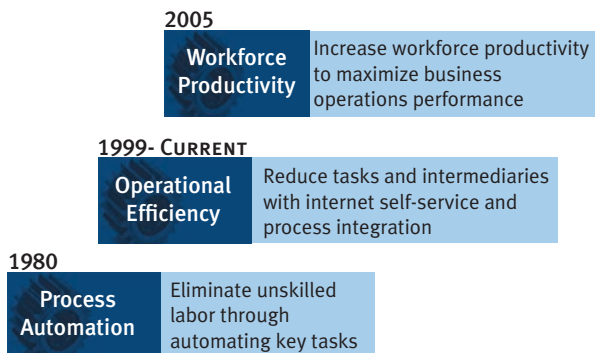 2005
Workforce
Productivity
Increase workforce productivity
to maximize business
operations performance
1999- CURRENT
Operational
Efficiency
Reduce tasks and intermediaries
with internet self-service and
process integration
1980
Process
Automation
Eliminate unskilled
labor through
automating key tasks